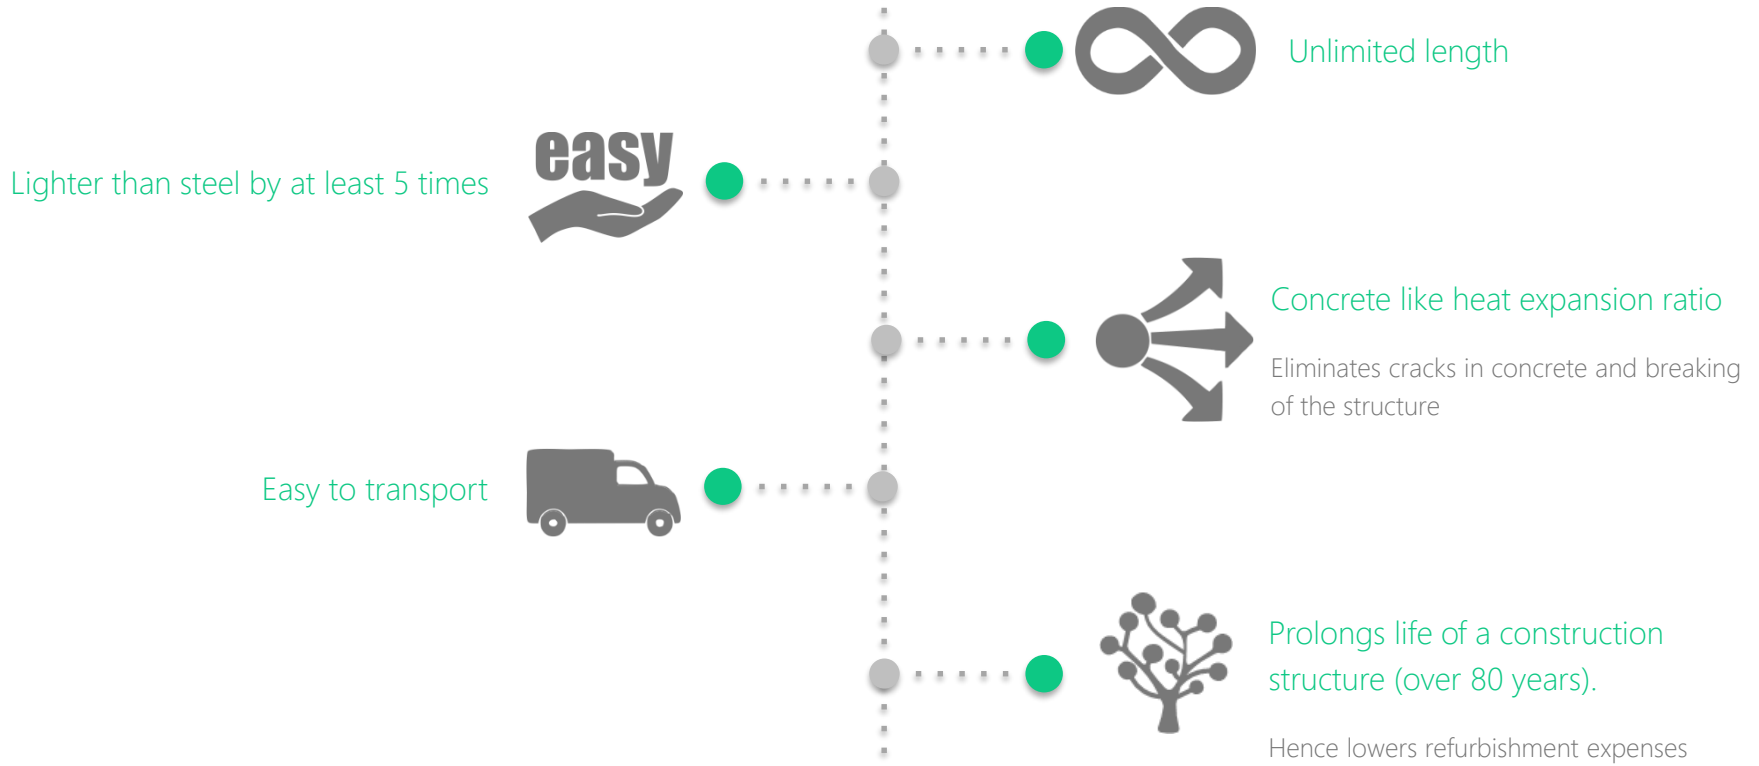 Unlimited length
easy
Lighter than steel by at least 5 times
Concrete like heat expansion ratio
Eliminates cracks in concrete and breaking
of the structure
Easy to transport
Prolongs life of a construction
structure (over 80 years).
Hence lowers refurbishment expenses